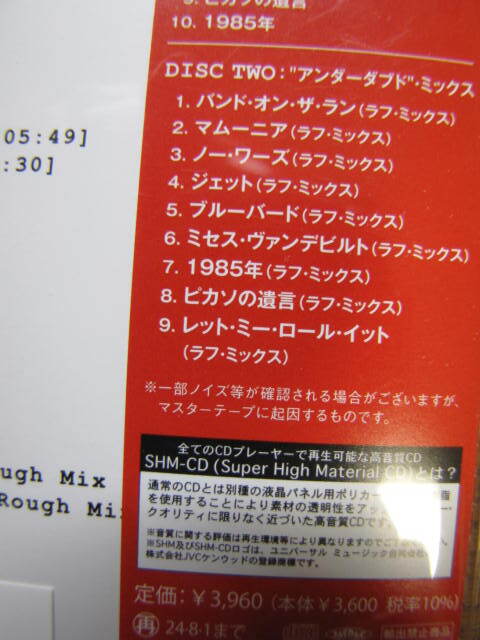 9. ピカソの遺言
10. 1985年
DISC TWO:"アンダーダブド"・ミックス
1. バンド・オン・ザ・ラン(ラフ・ミックス)
2. マムーニア(ラフ・ミックス)
3. ノー・ワーズ(ラフ・ミックス)
4. ジェット(ラフ・ミックス)
5. ブルーバード(ラフ・ミックス)
6. ミセス・ヴァンデビルト(ラフ・ミックス)
7. 1985年(ラフ・ミックス)
8. ピカソの遺言(ラフ・ミックス)
9. レット・ミー・ロール・イット
(ラフ・ミックス)
※一部ノイズ等が確認される場合がございますが、
マスターテープに起因するものです。
全てのCDプレーヤーで再生可能な高音質CD
SHM-CD (Super High Material CD)とは?
通常のCDとは別種の液晶パネル用ポリカー
を使用することにより素材の透明性をアッ
クオリティに限りなく近づいた高音質CDです。
※音質に関する評価は再生環境等により異なりますのでご
※SHM及びSHM-CDロゴは、ユニバーサル ミュージック合同会社
株式会社JVCケンウッドの登録商標です。
定価:¥3,960(本体¥3,600 税率10%)
再 24・8・1まで
05:49]
:30]
ough Mix
Rough Mi